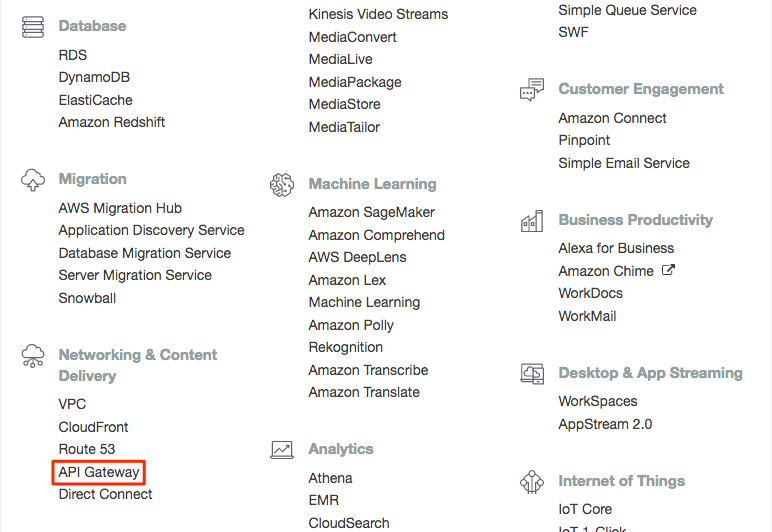 Database
RDS
DynamoDB
ElastiCache
Amazon Redshift
Migration
AWS Migration Hub
Application Discovery Service
Database Migration Service
Server Migration Service
Snowball
Networking & Content
Delivery
VPC
CloudFront
Route 53
API Gateway
Direct Connect
Kinesis Video Streams
MediaConvert
MediaLive
MediaPackage
MediaStore
MediaTailor
Machine Learning
Amazon SageMaker
Amazon Comprehend
AWS DeepLens
Amazon Lex
Machine Learning
Amazon Polly
Rekognition
Amazon Transcribe
Amazon Translate
Analytics
Athena
EMR
CloudSearch
Simple Queue Service
SWF
Customer Engagement
Amazon Connect
Pinpoint
Simple Email Service
Business Productivity
Alexa for Business
Amazon Chime
WorkDocs
WorkMail
Desktop & App Streaming
WorkSpaces
AppStream 2.0
Internet of Things
IoT Core
IoT 1-Click